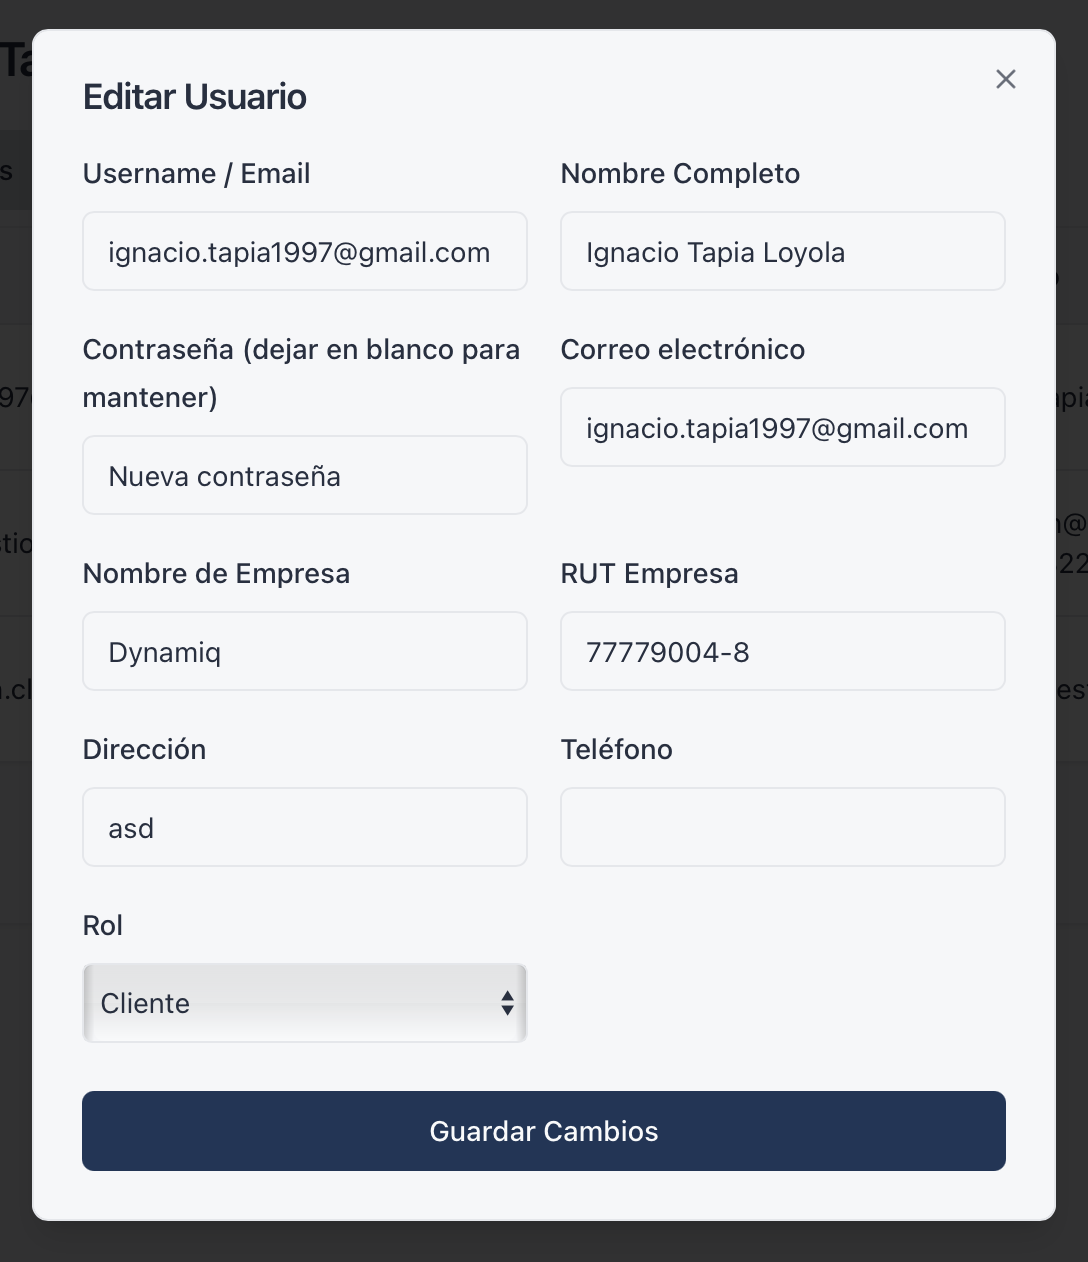 Editar Usuario
Username / Email
Nombre Completo
ignacio.tapia1997@gmail.com
Ignacio Tapia Loyola
Contraseña (dejar en blanco para
mantener)
Correo electrónico
Nueva contraseña
ignacio.tapia1997@gmail.com
Nombre de Empresa
RUT Empresa
Dynamiq
77779004-8
Dirección
Teléfono
asd
Rol
Cliente
Guardar Cambios